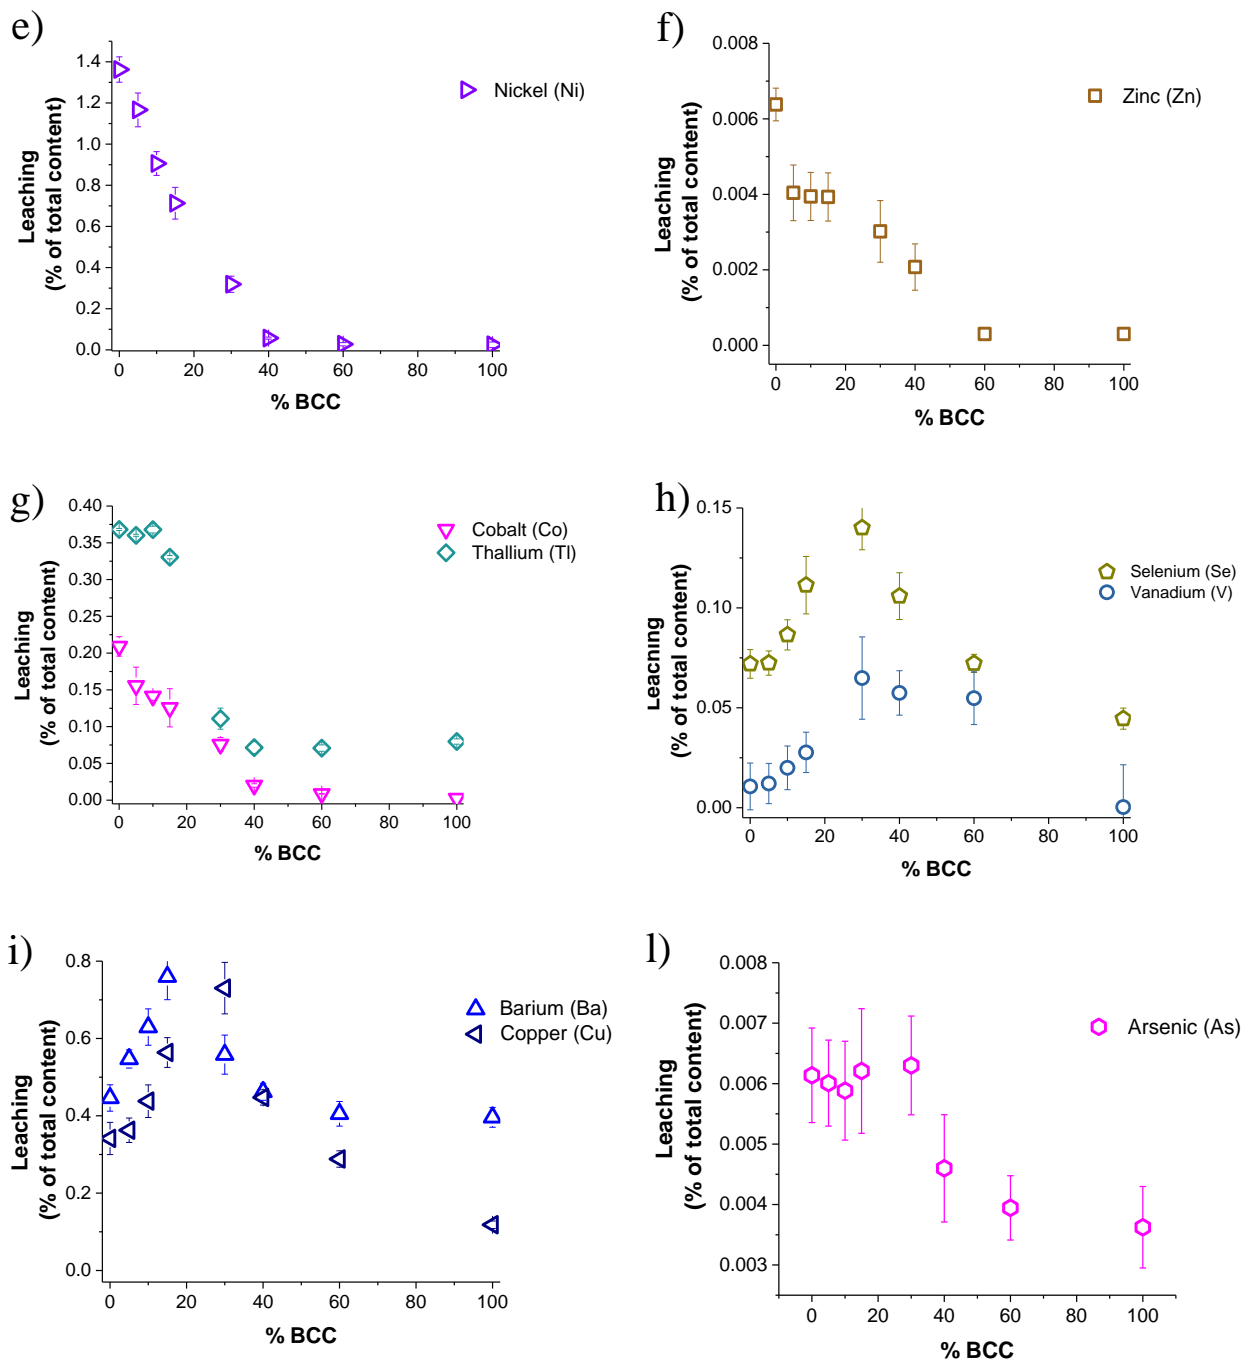 e)
Nickel (Ni)
Leaching
(% of total content)
1.4
1.2
1.0
0.8
0.6
0.4
0.2
0.0
0 20 40 60 80 100
% BCC
f)
Zinc (Zn)
Leaching
(% of total content)
0.008
0.006
0.004
0.002
0.000
0 20 40 60 80 100
% BCC
g)
Cobalt (Co)
Thallium (Tl)
Leaching
(% of total content)
0.40
0.35
0.30
0.25
0.20
0.15
0.10
0.05
0.00
0 20 40 60 80 100
% BCC
h)
Selenium (Se)
Vanadium (V)
Leaching
(% of total content)
0.15
0.10
0.05
0.00
0 20 40 60 80 100
% BCC
i)
Barium (Ba)
Copper (Cu)
Leaching
(% of total content)
0.8
0.6
0.4
0.2
0.0
0 20 40 60 80 100
% BCC
l)
Arsenic (As)
Leaching
(% of total content)
0.008
0.007
0.006
0.005
0.004
0.003
0 20 40 60 80 100
% BCC